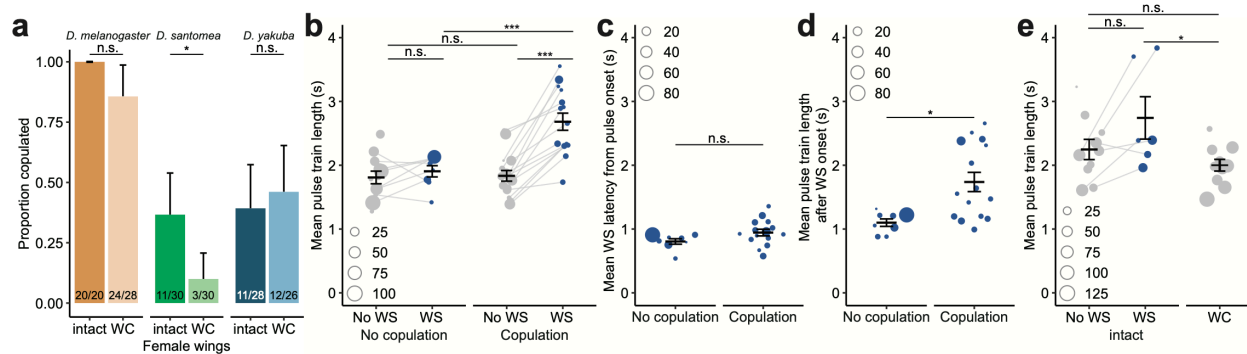 a
D. melanogaster D. santomea D. yakuba
n.s. * n.s.
Proportion copulated
1.00
0.75
0.50
0.25
0.00
20/20 24/28 11/30 3/30 11/28 12/26
intact WC intact WC intact WC
Female wings
b
***
n.s.
n.s. ***
Mean pulse train length (s)
4
3
2
1
0
25
50
75
100
No WS WS No WS WS
No copulation Copulation
c
20
40
60
80
n.s.
Mean WS latency from pulse onset (s)
4
3
2
1
0
No copulation Copulation
d
20
40
60
80
*
Mean pulse train length
after WS onset (s)
4
3
2
1
0
No copulation Copulation
e
n.s.
n.s.
*
Mean pulse train length (s)
4
3
2
1
0
25
50
75
100
125
No WS WS WC
intact